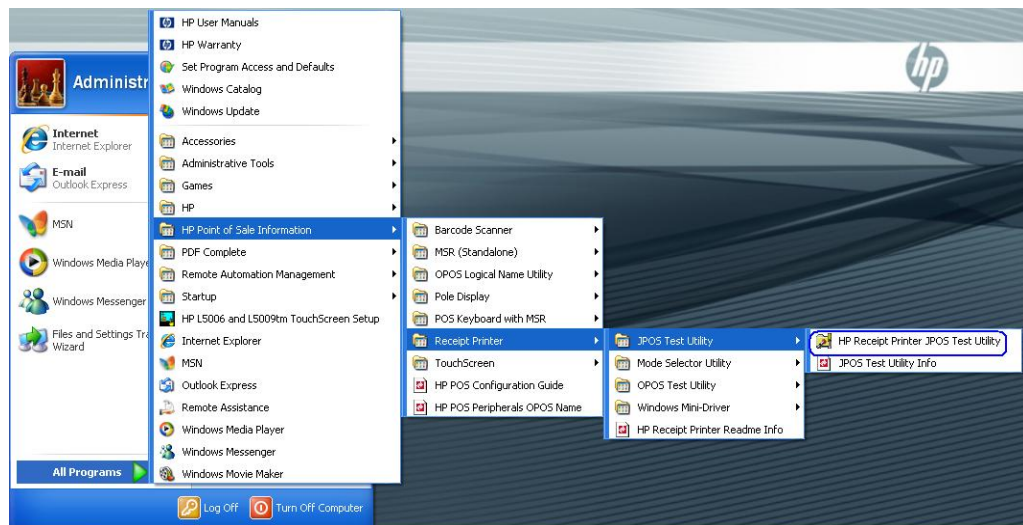 Administr
Internet
Internet Explorer
E-mail
Outlook Express
MSN
Windows Media Playe
Windows Messenger
Files and Settings Tra
Wizard
All Programs
Log Off
Turn Off Computer
HP User Manuals
HP Warranty
Set Program Access and Defaults
Windows Catalog
Windows Update
Accessories
Administrative Tools
Games
HP
HP Point of Sale Information
PDF Complete
Remote Automation Management
Startup
HP L5006 and L5009tm TouchScreen Setup
Internet Explorer
MSN
Outlook Express
Remote Assistance
Windows Media Player
Windows Messenger
Windows Movie Maker
Barcode Scanner
MSR (Standalone)
OPOS Logical Name Utility
Pole Display
POS Keyboard with MSR
Receipt Printer
TouchScreen
HP POS Configuration Guide
HP POS Peripherals OPOS Name
JPOS Test Utility
Mode Selector Utility
OPOS Test Utility
Windows Mini-Driver
HP Receipt Printer Readme Info
HP Receipt Printer JPOS Test Utility
JPOS Test Utility Info
hp